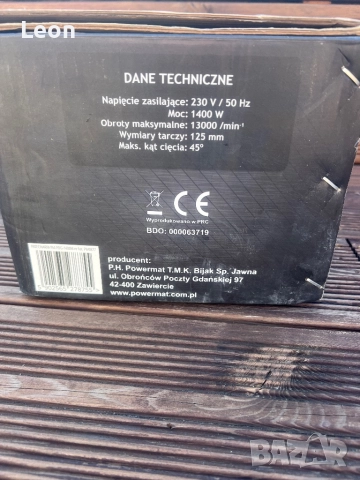 Leon
DANE TECHNICZNE
Napięcie zasilające: 230 V / 50 Hz
Moc: 1400 W
Obroty maksymalne: 13000 /min⁻¹
Wymiary tarczy: 125 mm
Maks. kąt cięcia: 45°
CE
Wyprodukowano w PRC
BDO: 000063719
producent:
P.H. Powermat T.M.K. Bijak Sp. Jawna
ul. Obrońców Poczty Gdańskiej 97
42-400 Zawiercie
www.powermat.com.pl
BAZAR